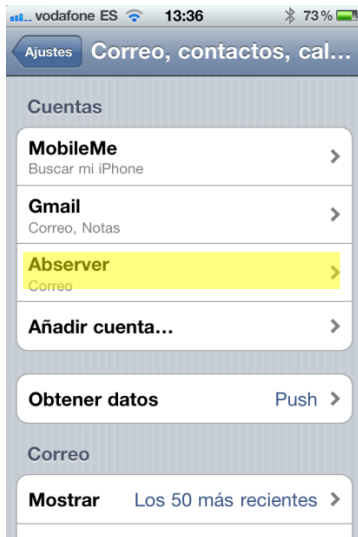 vodafone ES 13:36 73 %
Ajustes Correo, contactos, cal...
Cuentas
MobileMe
Buscar mi iPhone
Gmail
Correo, Notas
Abserver
Correo
Añadir cuenta...
Obtener datos Push
Correo
Mostrar Los 50 más recientes